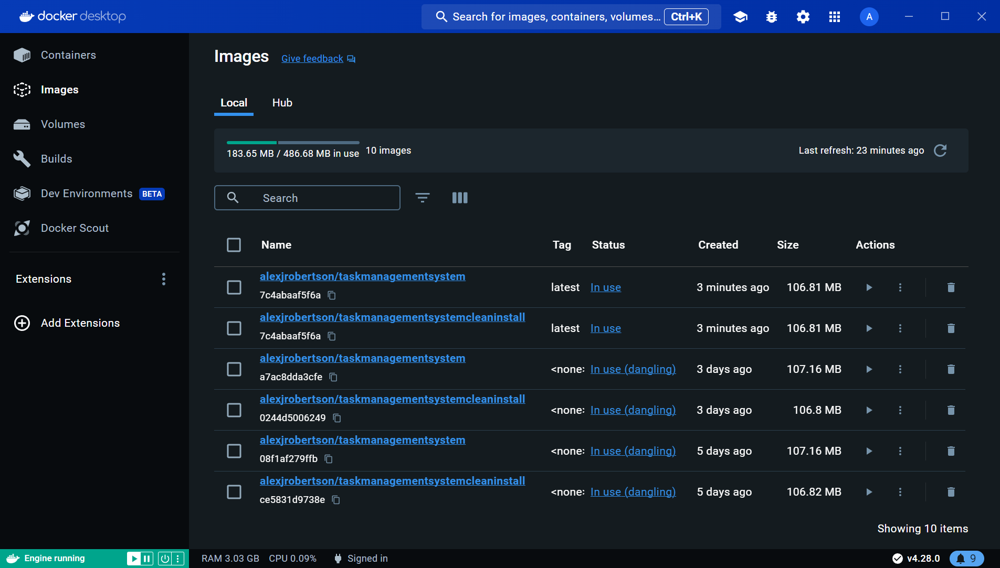 docker desktop
Search for images, containers, volumes... Ctrl+K
A
Containers
Images
Volumes
Builds
Dev Environments BETA
Docker Scout
Extensions
Add Extensions
Images Give feedback
Local Hub
183.65 MB / 486.68 MB in use 10 images
Last refresh: 23 minutes ago
Search
Name Tag Status Created Size Actions
alexjrobertson/taskmanagementsystem
7c4abaaf5f6a
latest In use 3 minutes ago 106.81 MB
alexjrobertson/taskmanagementsystemcleaninstall
7c4abaaf5f6a
latest In use 3 minutes ago 106.81 MB
alexjrobertson/taskmanagementsystem
a7ac8dda3cfe
<none> In use (dangling) 3 days ago 107.16 MB
alexjrobertson/taskmanagementsystemcleaninstall
0244d5006249
<none> In use (dangling) 3 days ago 106.8 MB
alexjrobertson/taskmanagementsystem
08f1af279ffb
<none> In use (dangling) 5 days ago 107.16 MB
alexjrobertson/taskmanagementsystemcleaninstall
ce5831d9738e
<none> In use (dangling) 5 days ago 106.82 MB
Showing 10 items
Engine running
RAM 3.03 GB CPU 0.09% Signed in
v4.28.0 9